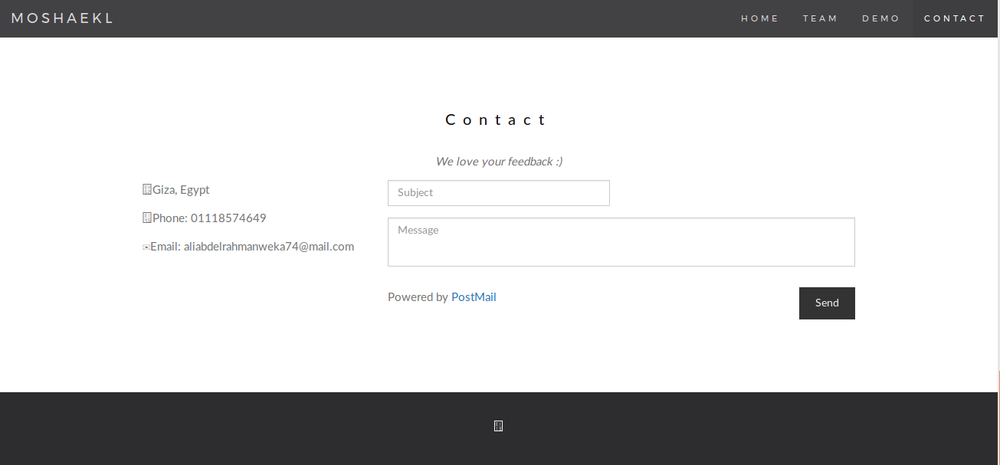 MOSHAEKL
HOME TEAM DEMO CONTACT
Contact
We love your feedback :)
Giza, Egypt
Phone: 01118574649
Email: aliabdelrahmanweka74@mail.com
Subject
Message
Powered by PostMail
Send